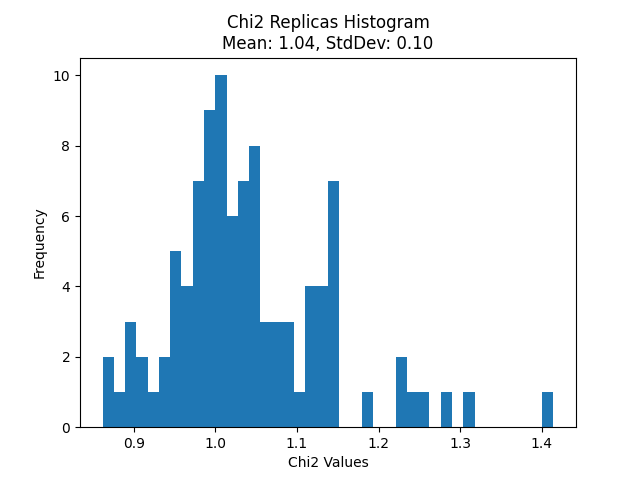 Chi2 Replicas Histogram
Mean: 1.04, StdDev: 0.10
10
8
6
4
2
0
Frequency
0.9 1.0 1.1 1.2 1.3 1.4
Chi2 Values